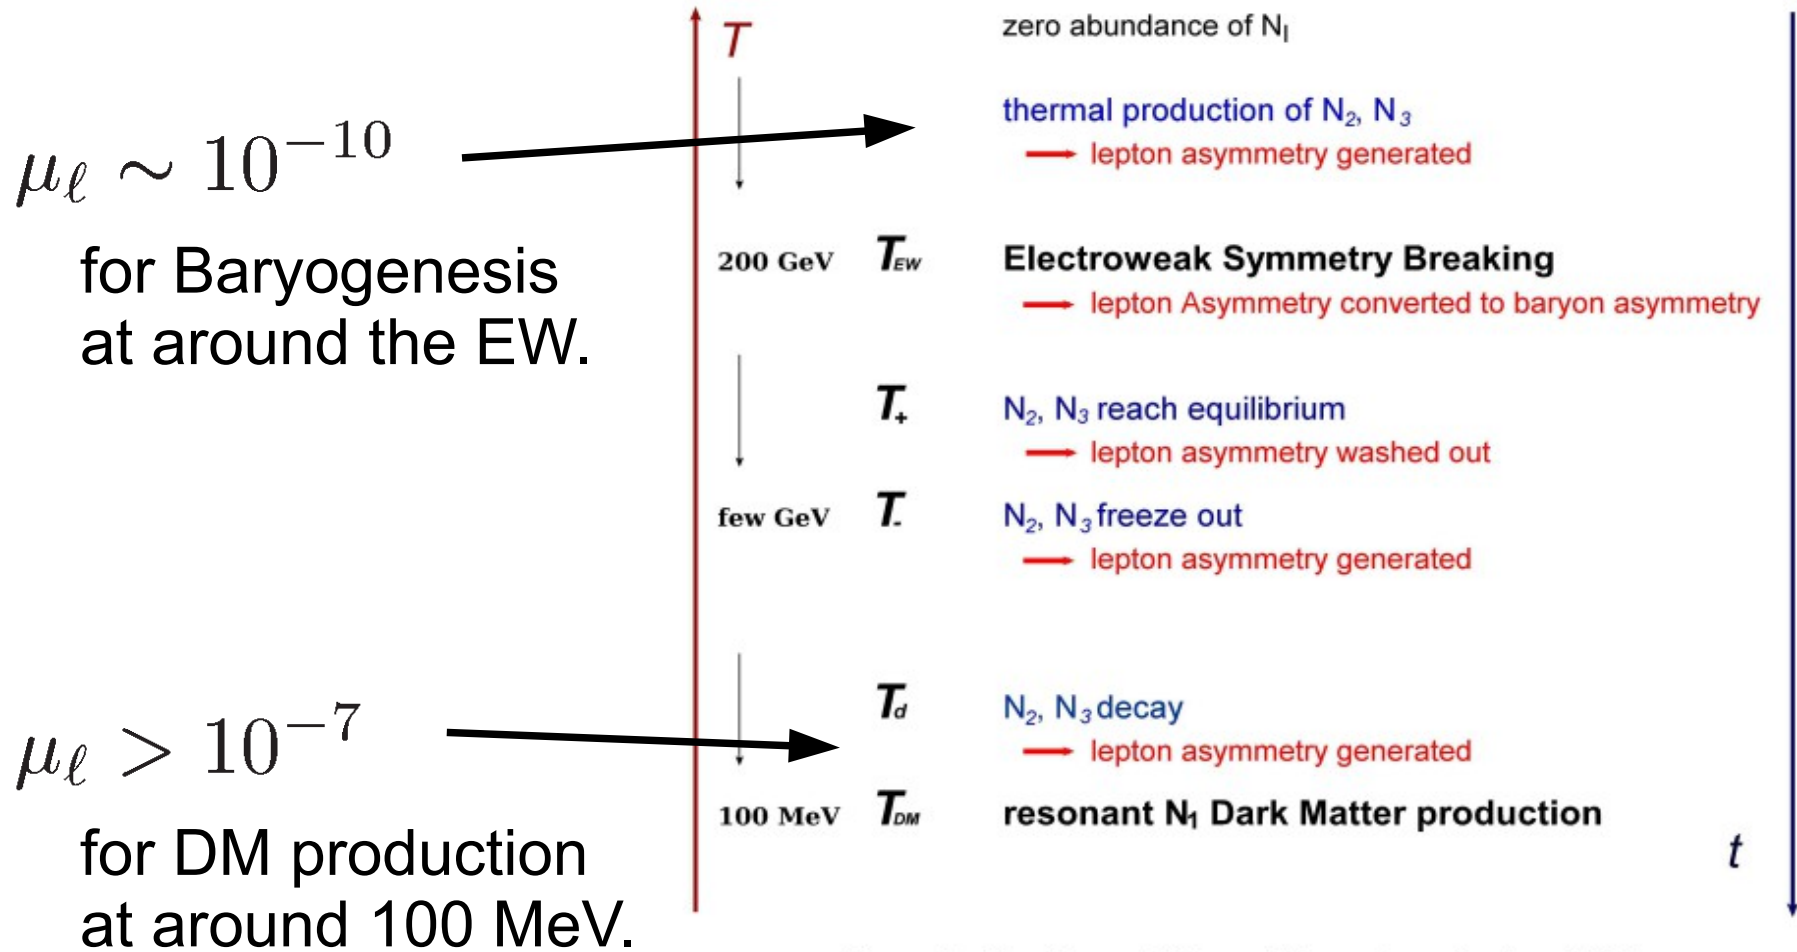 T
zero abundance of N_I
thermal production of N_2, N_3
lepton asymmetry generated
μ_ℓ ~ 10^{-10}
for Baryogenesis
at around the EW.
200 GeV T_EW Electroweak Symmetry Breaking
lepton Asymmetry converted to baryon asymmetry
T_+ N_2, N_3 reach equilibrium
lepton asymmetry washed out
few GeV T_- N_2, N_3 freeze out
lepton asymmetry generated
T_d N_2, N_3 decay
lepton asymmetry generated
μ_ℓ > 10^{-7}
for DM production
at around 100 MeV.
100 MeV T_DM resonant N_1 Dark Matter production
t